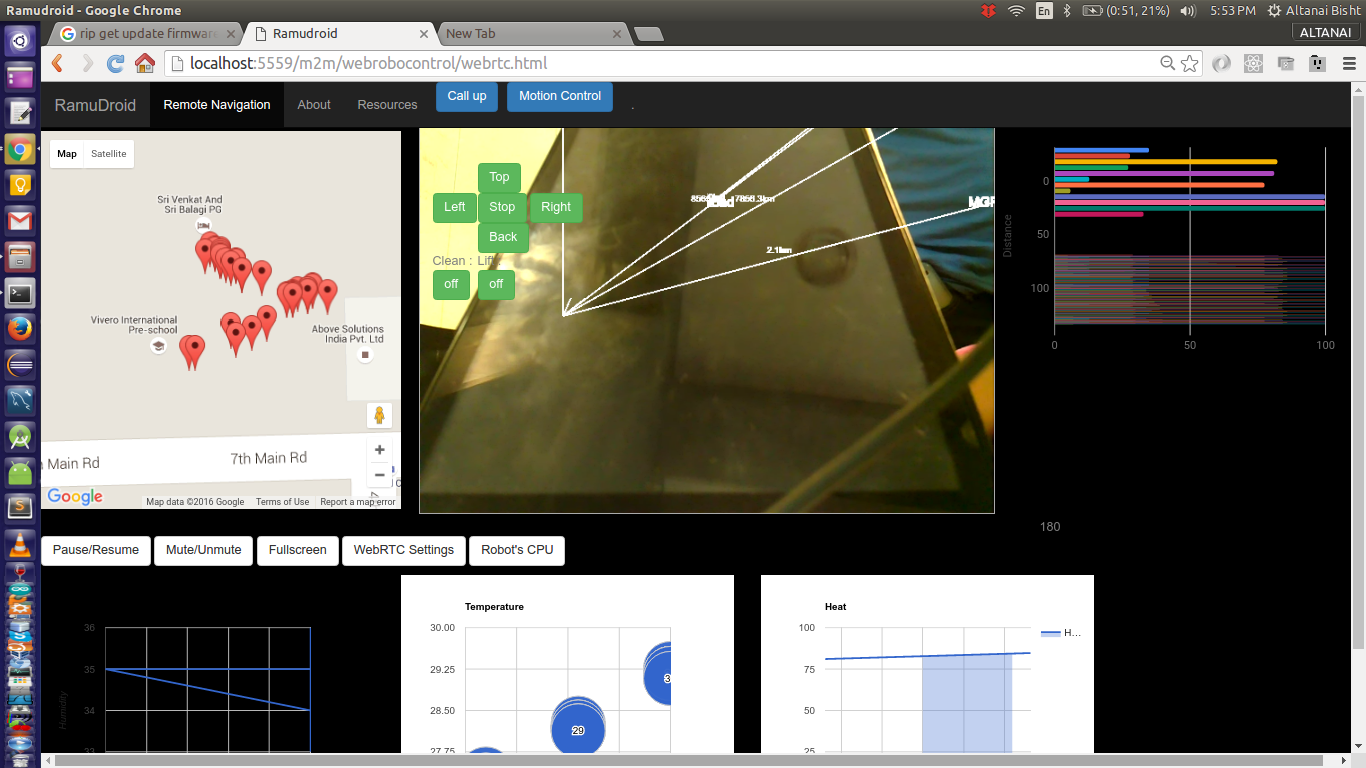 Ramudroid - Google Chrome
En
(0:51, 21%)
5:53 PM
Altanai Bisht
rip get update firmwar
Ramudroid
New Tab
ALTANAI
localhost:5559/m2m/webrobocontrol/webrtc.html
RamuDroid
Remote Navigation
About
Resources
Call up
Motion Control
.
Map
Satellite
Sri Venkat And
Sri Balagi PG
Vivero International
Pre-school
Above Solutions
India Pvt. Ltd
Main Rd
7th Main Rd
Google
Map data ©2016 Google
Terms of Use
Report a map error
Top
Left
Stop
Right
Back
Clean :
Lift :
off
off
7856.3km
2.1km
0
50
100
Distance
0
50
100
180
Pause/Resume
Mute/Unmute
Fullscreen
WebRTC Settings
Robot's CPU
36
35
34
33
Humidity
Temperature
30.00
29.25
28.50
27.75
29
3
Heat
100
75
50
25
H...